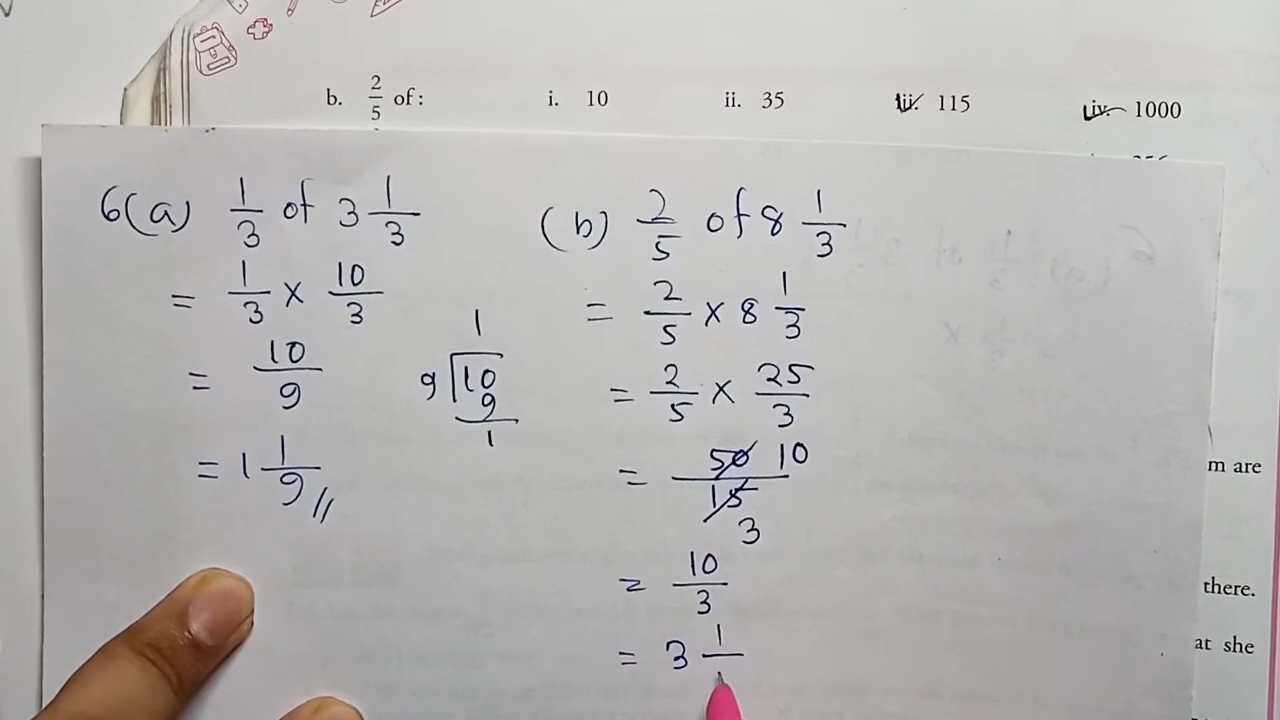 b. 2/5 of: i. 10 ii. 35 iii. 115 iv. 1000
6(a) 1/3 of 3 1/3
= 1/3 × 10/3
= 10/9
= 1 1/9 //
1
9 10
9
1
(b) 2/5 of 8 1/3
= 2/5 × 8 1/3
= 2/5 × 25/3
= 50/15 10/3
= 10/3
= 3 1/
m are
there.
at she